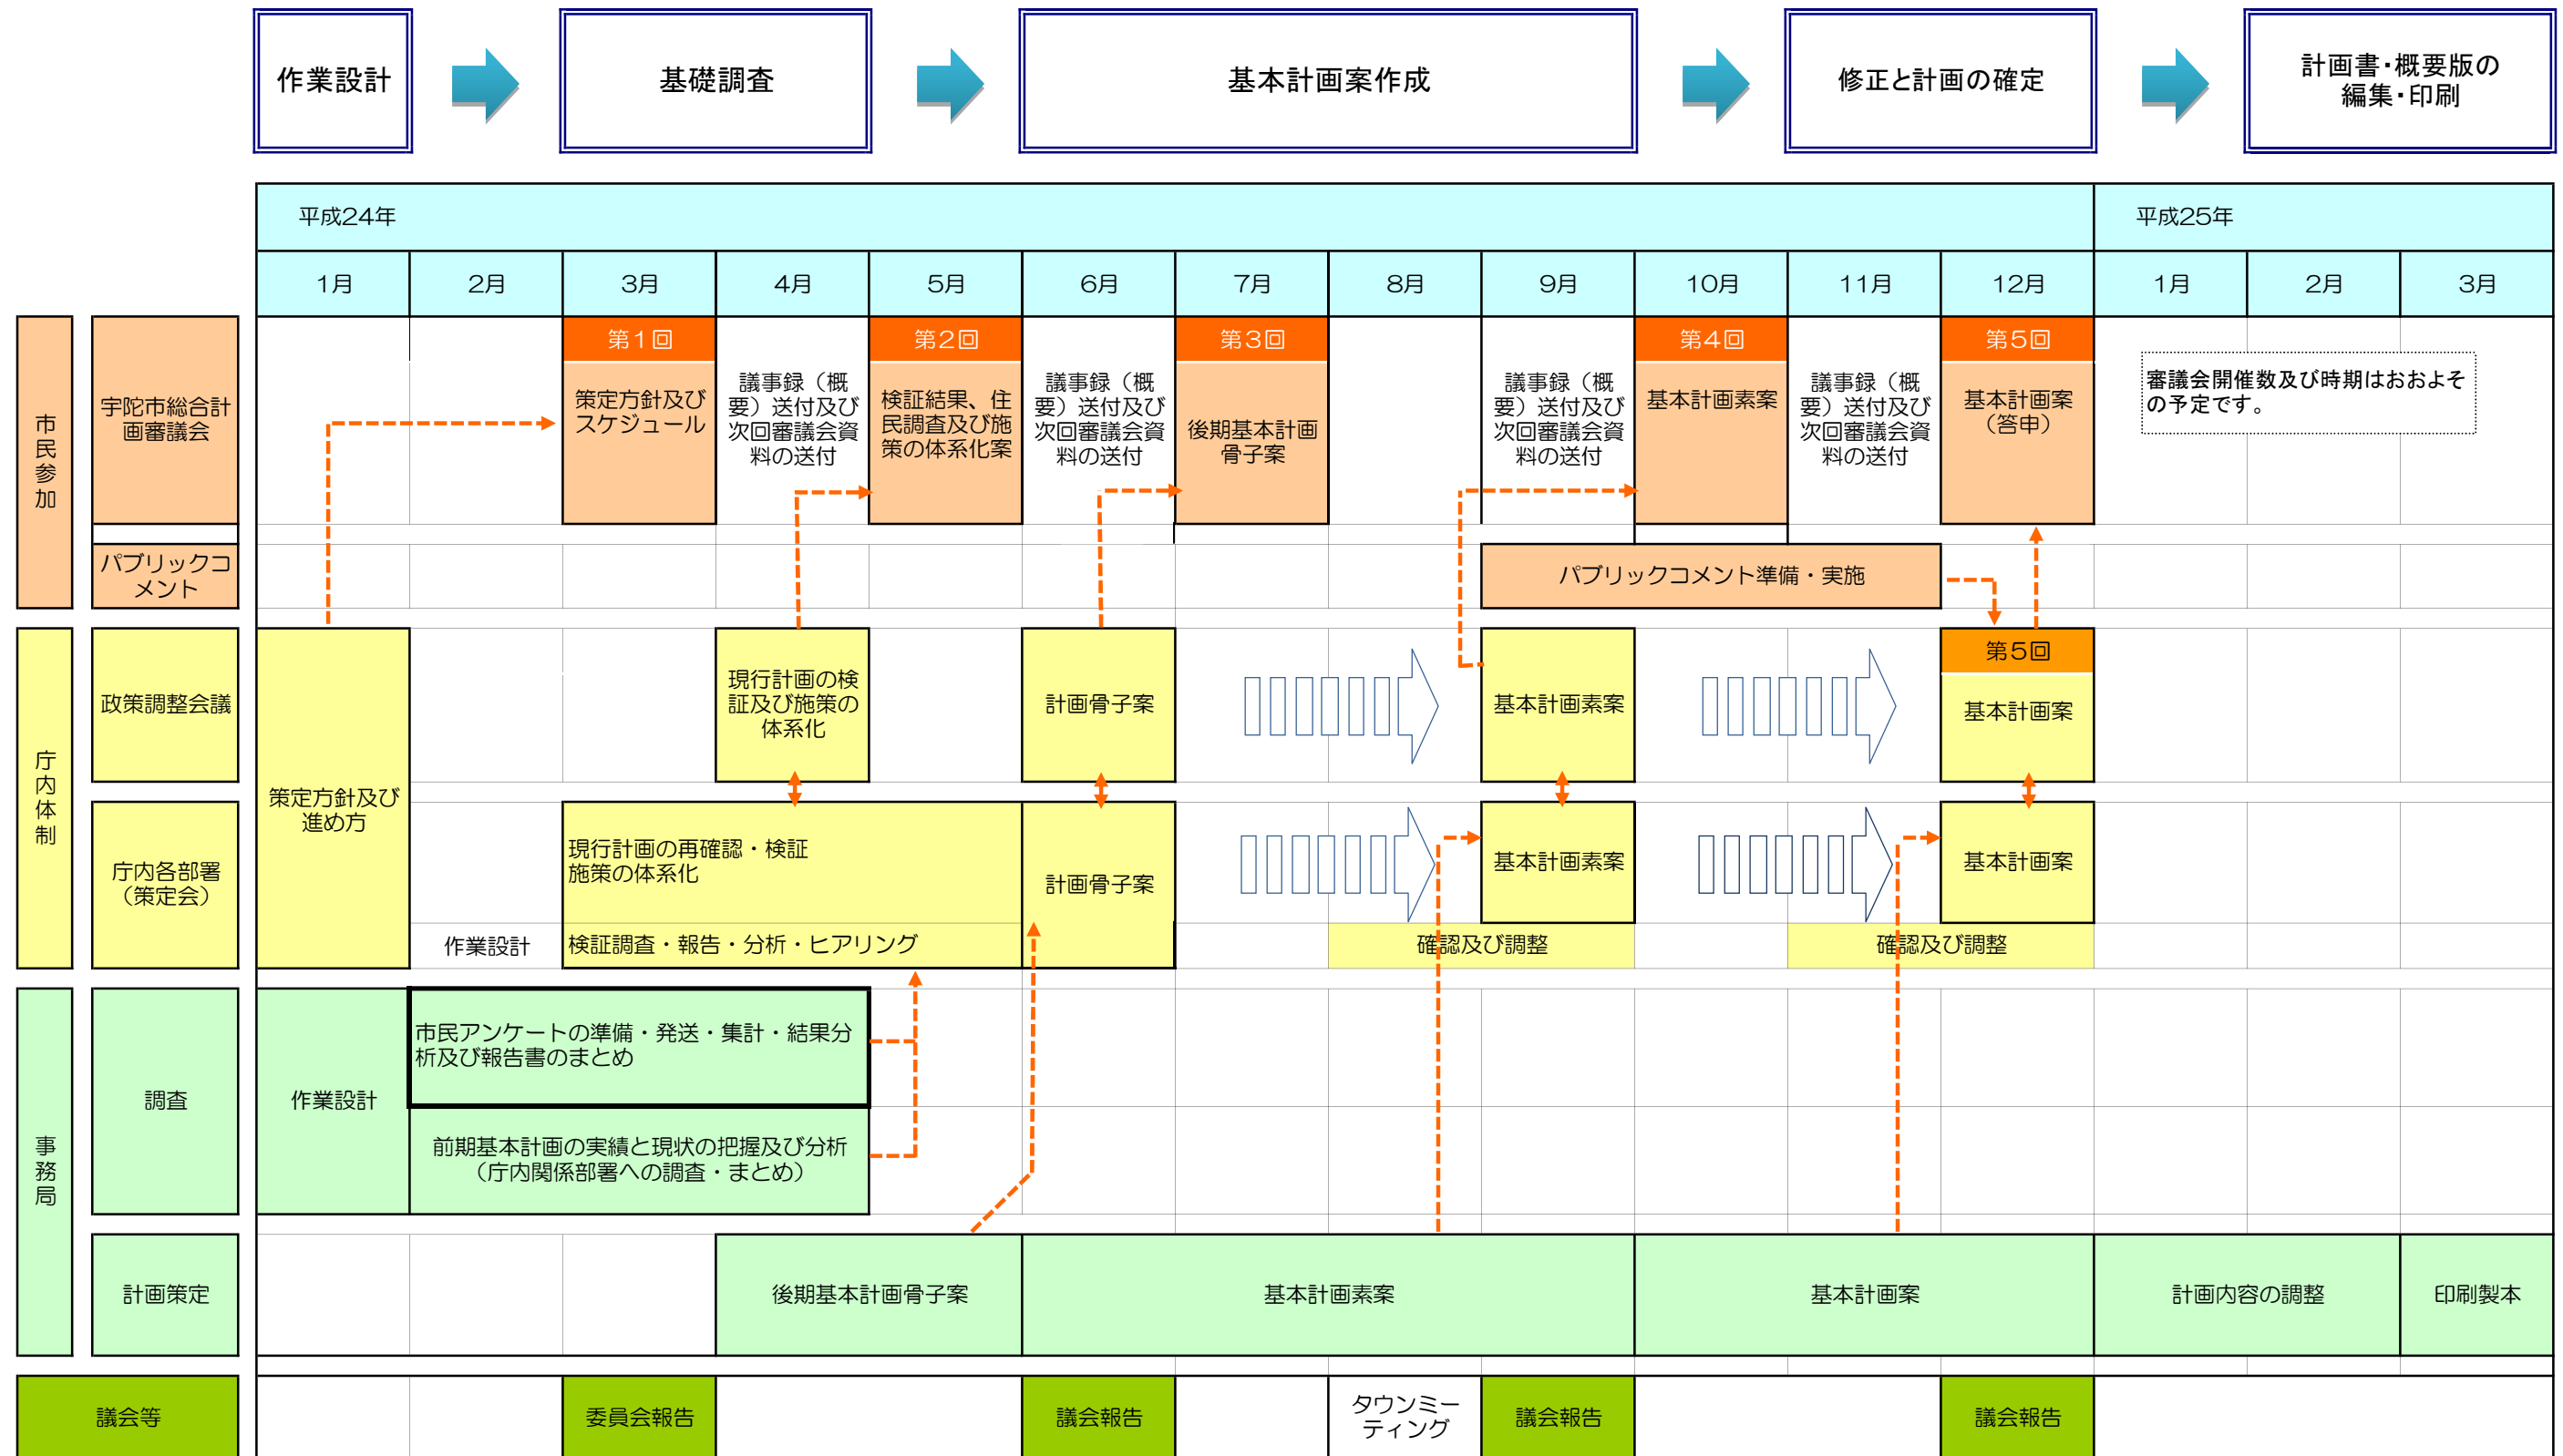 作業設計
基礎調査
基本計画案作成
修正と計画の確定
計画書・概要版の
編集・印刷
平成24年
平成25年
1月
2月
3月
4月
5月
6月
7月
8月
9月
10月
11月
12月
1月
2月
3月
市民参加
宇陀市総合計
画審議会
第1回
策定方針及び
スケジュール
議事録（概
要）送付及び
次回審議会資
料の送付
第2回
検証結果、住
民調査及び施
策の体系化案
議事録（概
要）送付及び
次回審議会資
料の送付
第3回
後期基本計画
骨子案
議事録（概
要）送付及び
次回審議会資
料の送付
第4回
基本計画素案
議事録（概
要）送付及び
次回審議会資
料の送付
第5回
基本計画案
（答申）
審議会開催数及び時期はおおよそ
の予定です。
パブリックコ
メント
パブリックコメント準備・実施
庁内体制
政策調整会議
策定方針及び
進め方
現行計画の検
証及び施策の
体系化
計画骨子案
基本計画素案
第5回
基本計画案
庁内各部署
（策定会）
現行計画の再確認・検証
施策の体系化
計画骨子案
基本計画素案
基本計画案
作業設計
検証調査・報告・分析・ヒアリング
確認及び調整
確認及び調整
事務局
調査
作業設計
市民アンケートの準備・発送・集計・結果分
析及び報告書のまとめ
前期基本計画の実績と現状の把握及び分析
（庁内関係部署への調査・まとめ）
計画策定
後期基本計画骨子案
基本計画素案
基本計画案
計画内容の調整
印刷製本
議会等
委員会報告
議会報告
タウンミー
ティング
議会報告
議会報告